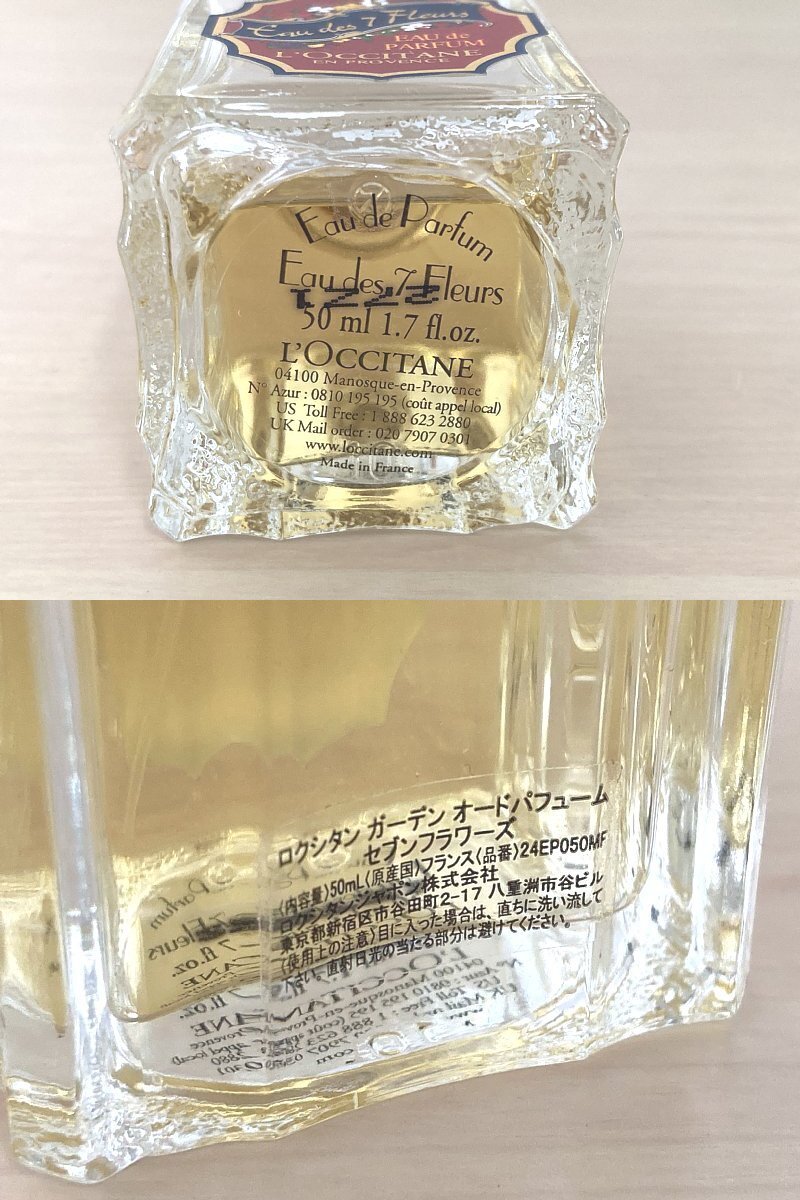 Eau des 7 Fleurs
EAU de
PARFUM
L'OCCITANE
EN PROVENCE
Eau de Parfum
Eau des 7 Fleurs
50 ml 1.7 fl.oz.
L'OCCITANE
04100 Manosque-en-Provence
N° Azur : 0810 195 195 (coût appel local)
US Toll Free : 1 888 623 2880
UK Mail order : 020 7907 0301
www.loccitane.com
Made in France
ロクシタン ガーデン オードパフューム
セブンフラワーズ
〈内容量〉50mL〈原産国〉フランス〈品番〉24EP050MF
ロクシタンジャポン株式会社
東京都新宿区市谷田町2-17 八重洲市谷ビル
〈使用上の注意〉目に入った場合は、直ちに洗い流して
下さい。直射日光の当たる部分は避けてください。